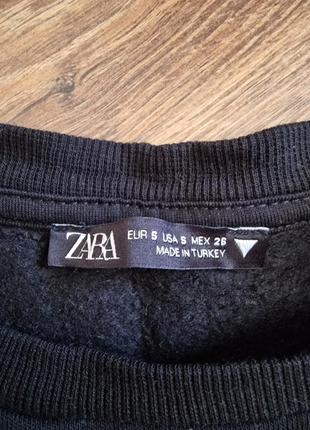 ZARA
EUR S USA S MEX 26
MADE IN TURKEY